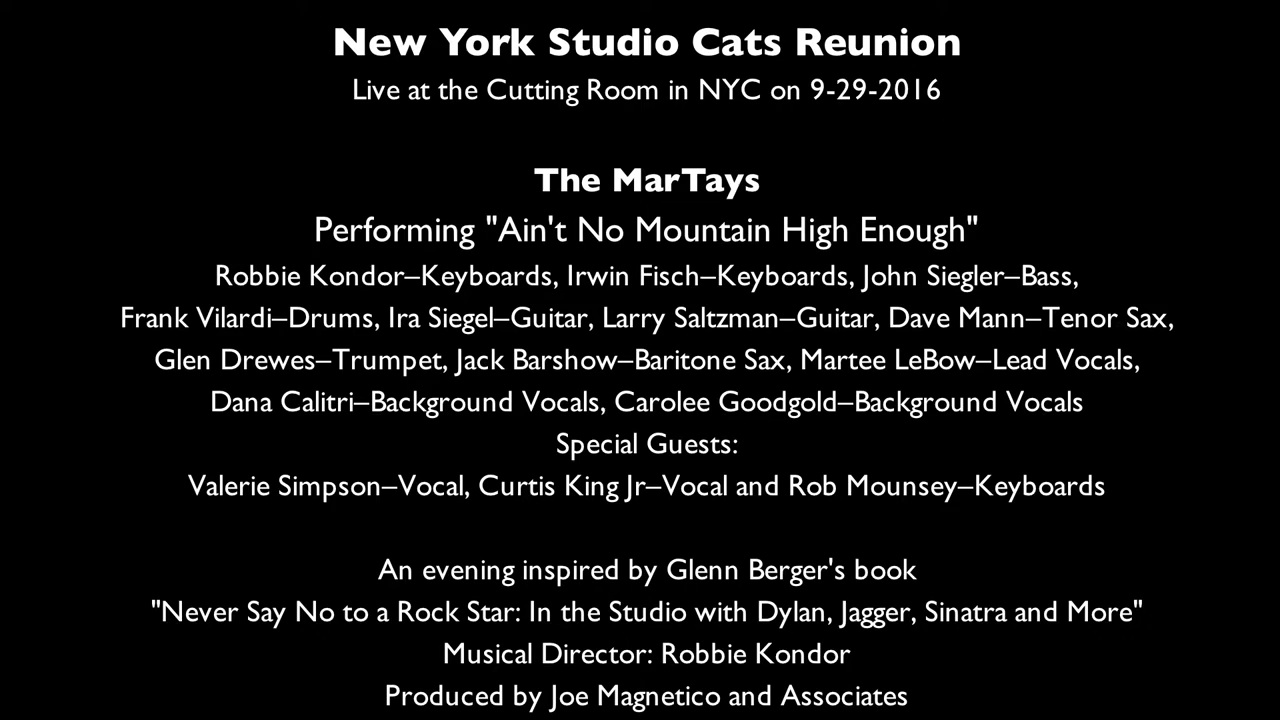 New York Studio Cats Reunion
Live at the Cutting Room in NYC on 9-29-2016
The MarTays
Performing "Ain't No Mountain High Enough"
Robbie Kondor–Keyboards, Irwin Fisch–Keyboards, John Siegler–Bass,
Frank Vilardi–Drums, Ira Siegel–Guitar, Larry Saltzman–Guitar, Dave Mann–Tenor Sax,
Glen Drewes–Trumpet, Jack Barshow–Baritone Sax, Martee LeBow–Lead Vocals,
Dana Calitri–Background Vocals, Carolee Goodgold–Background Vocals
Special Guests:
Valerie Simpson–Vocal, Curtis King Jr–Vocal and Rob Mounsey–Keyboards
An evening inspired by Glenn Berger's book
"Never Say No to a Rock Star: In the Studio with Dylan, Jagger, Sinatra and More"
Musical Director: Robbie Kondor
Produced by Joe Magnetico and Associates